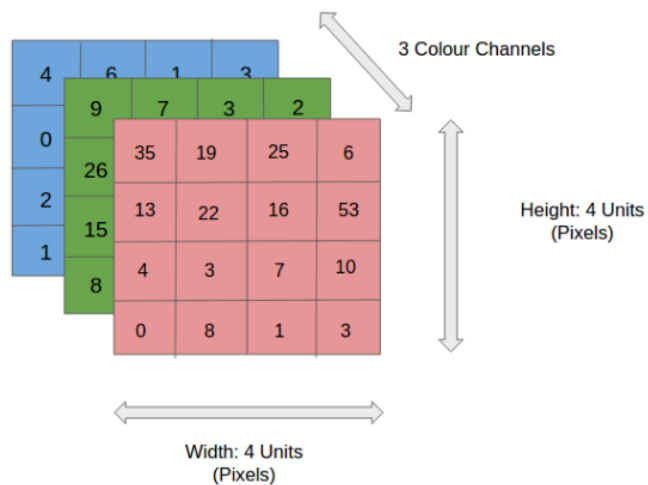 3 Colour Channels
4 6 1 3
9 7 3 2
0
35 19 25 6
26
2
13 22 16 53
Height: 4 Units
(Pixels)
15
1
4 3 7 10
8
0 8 1 3
Width: 4 Units
(Pixels)